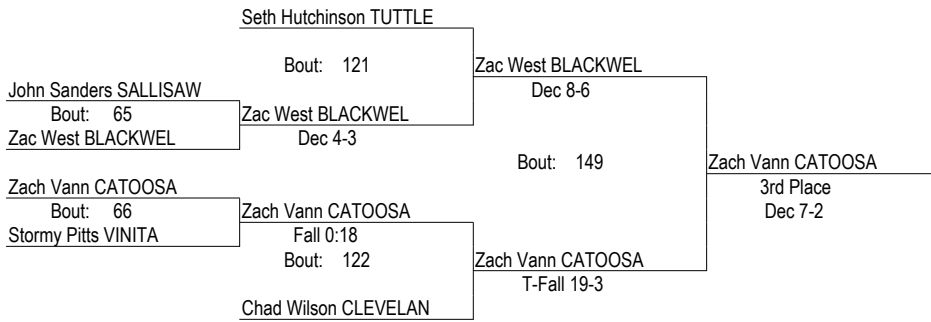 Seth Hutchinson TUTTLE
Bout: 121
Zac West BLACKWEL
Dec 8-6
John Sanders SALLISAW
Bout: 65
Zac West BLACKWEL
Zac West BLACKWEL
Dec 4-3
Bout: 149
Zach Vann CATOOSA
3rd Place
Dec 7-2
Zach Vann CATOOSA
Bout: 66
Stormy Pitts VINITA
Zach Vann CATOOSA
Fall 0:18
Bout: 122
Zach Vann CATOOSA
T-Fall 19-3
Chad Wilson CLEVELAN